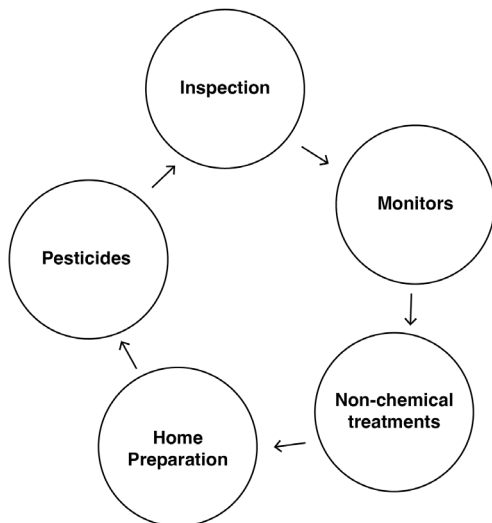 Inspection
Monitors
Non-chemical
treatments
Home
Preparation
Pesticides